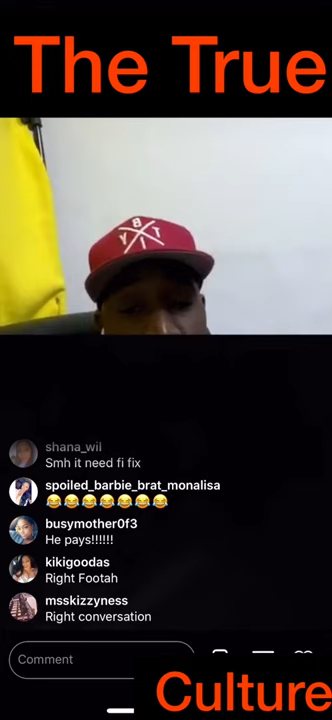 The True
B
Y T
I
shana_wil
Smh it need fi fix
spoiled_barbie_brat_monalisa
😂😂😂😂😂😂😂
busymother0f3
He pays!!!!!!
kikigoodas
Right Footah
msskizzyness
Right conversation
Comment
Culture